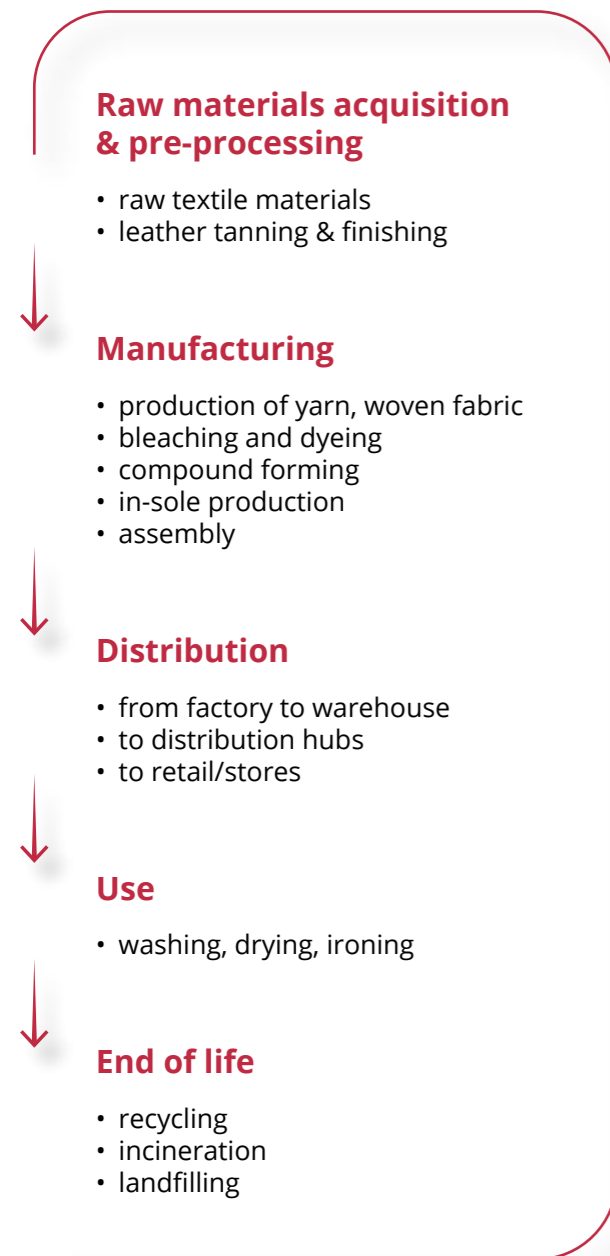 Raw materials acquisition
& pre-processing
• raw textile materials
• leather tanning & finishing
Manufacturing
• production of yarn, woven fabric
• bleaching and dyeing
• compound forming
• in-sole production
• assembly
Distribution
• from factory to warehouse
• to distribution hubs
• to retail/stores
Use
• washing, drying, ironing
End of life
• recycling
• incineration
• landfilling